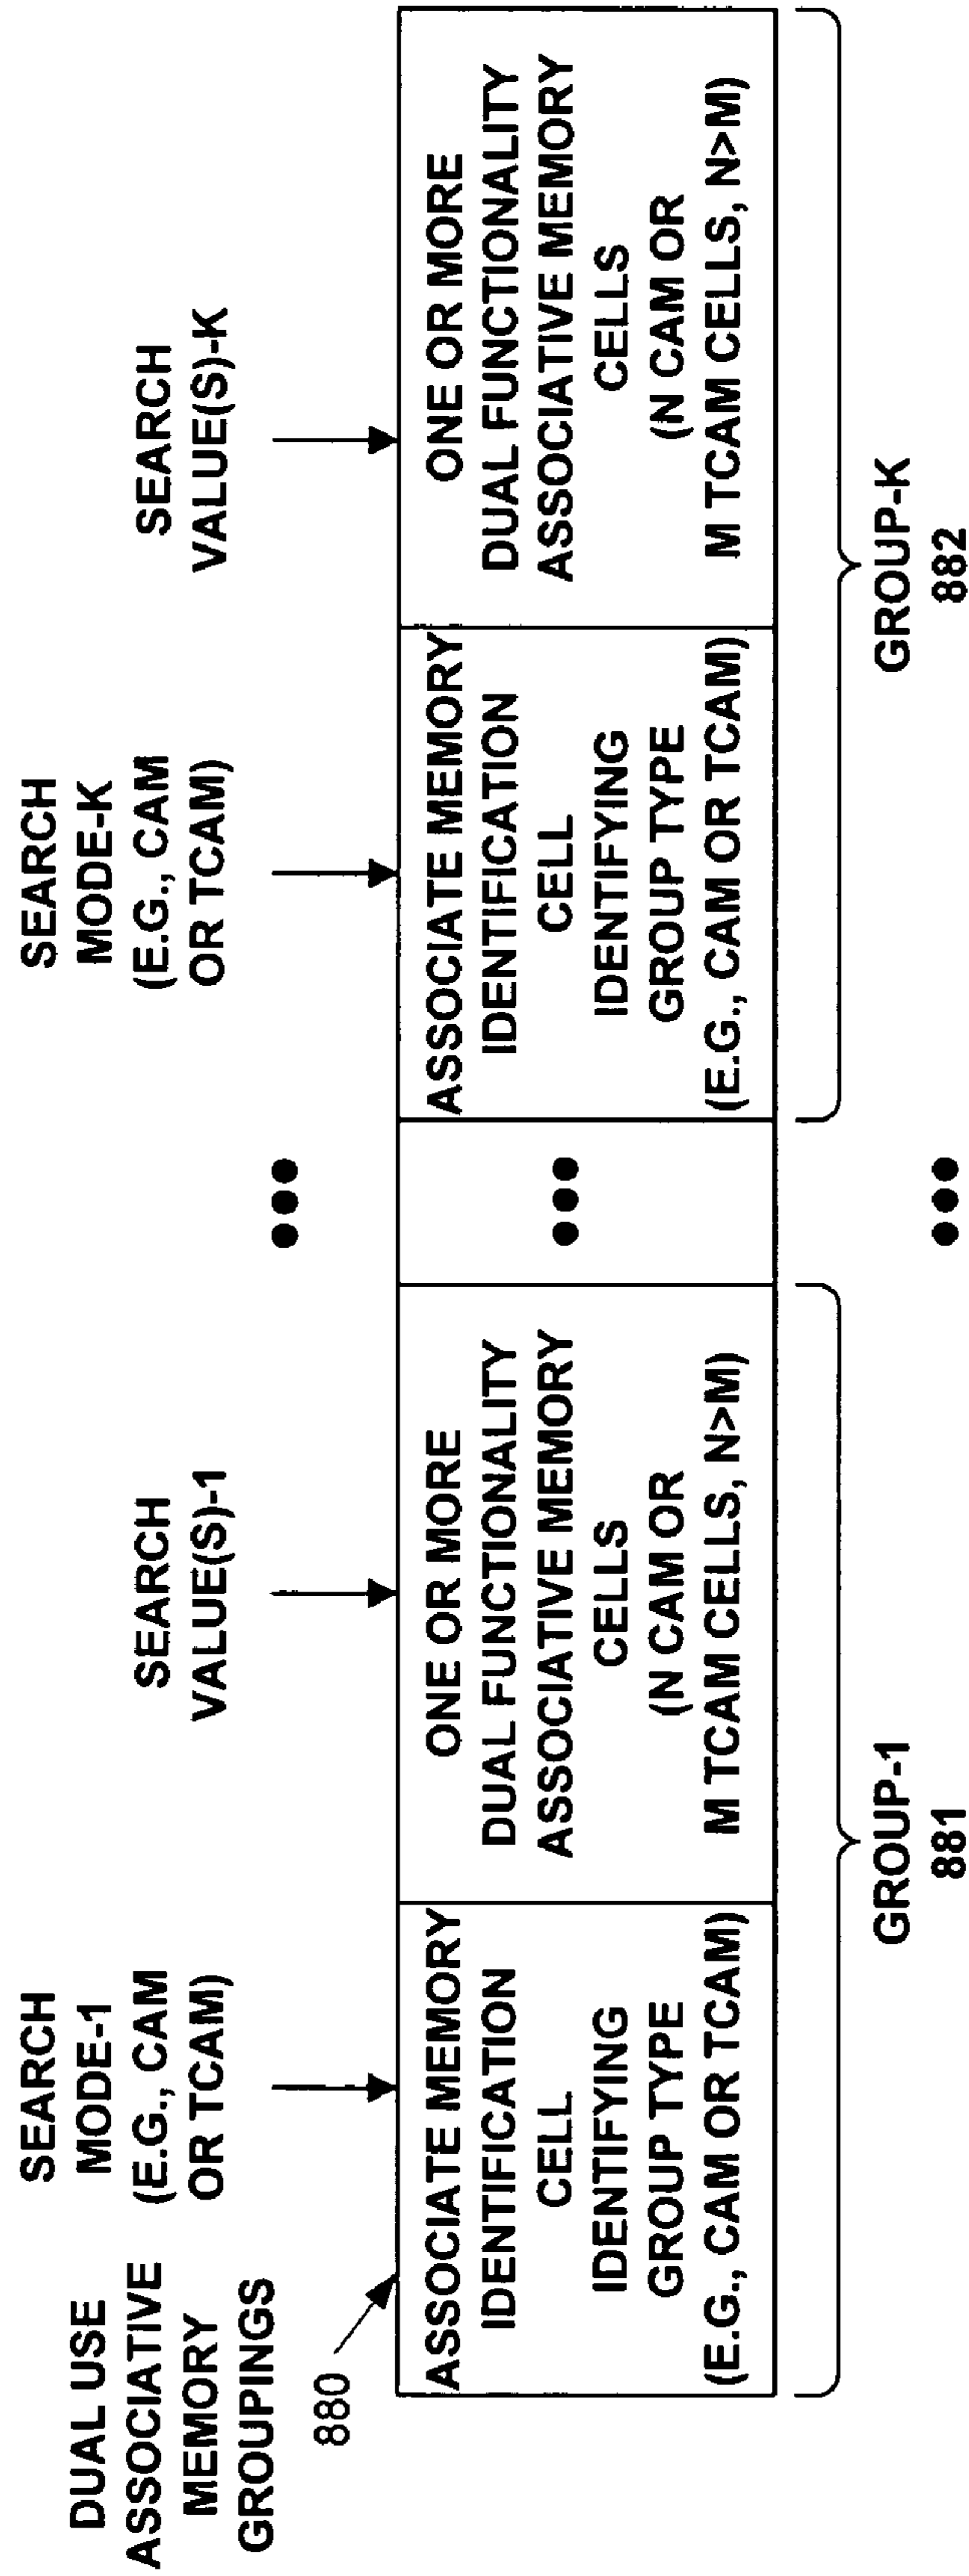 DUAL USE
ASSOCIATIVE
MEMORY
GROUPINGS
880
SEARCH
MODE-1
(E.G., CAM
OR TCAM)
SEARCH
VALUE(S)-1
SEARCH
MODE-K
(E.G., CAM
OR TCAM)
SEARCH
VALUE(S)-K
ASSOCIATE MEMORY
IDENTIFICATION
CELL
IDENTIFYING
GROUP TYPE
(E.G., CAM OR TCAM)
ONE OR MORE
DUAL FUNCTIONALITY
ASSOCIATIVE MEMORY
CELLS
(N CAM OR
M TCAM CELLS, N>M)
ASSOCIATE MEMORY
IDENTIFICATION
CELL
IDENTIFYING
GROUP TYPE
(E.G., CAM OR TCAM)
ONE OR MORE
DUAL FUNCTIONALITY
ASSOCIATIVE MEMORY
CELLS
(N CAM OR
M TCAM CELLS, N>M)
GROUP-1
881
GROUP-K
882